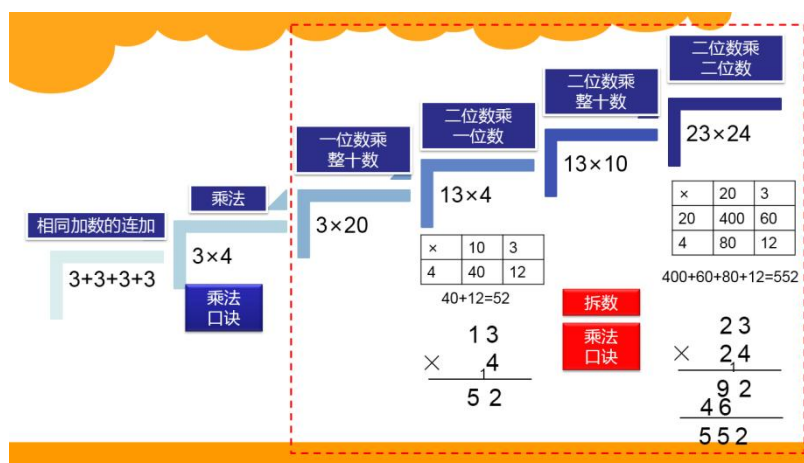 相同加数的连加
3+3+3+3
乘法
3×4
乘法
口诀
一位数乘
整十数
3×20
二位数乘
一位数
13×4
× 10 3
4 40 12
40+12=52
1 3
× 4
1
5 2
二位数乘
整十数
13×10
拆数
乘法
口诀
二位数乘
二位数
23×24
× 20 3
20 400 60
4 80 12
400+60+80+12=552
2 3
× 2 4
1
9 2
4 6
5 5 2